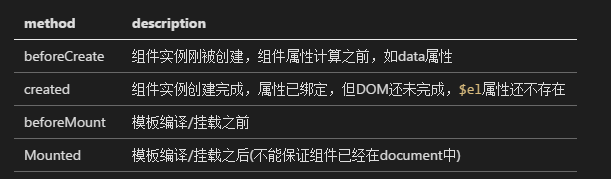 method description
beforeCreate 组件实例刚被创建，组件属性计算之前，如data属性
created 组件实例创建完成，属性已绑定，但DOM还未完成，$el属性还不存在
beforeMount 模板编译/挂载之前
Mounted 模板编译/挂载之后(不能保证组件已经在document中)